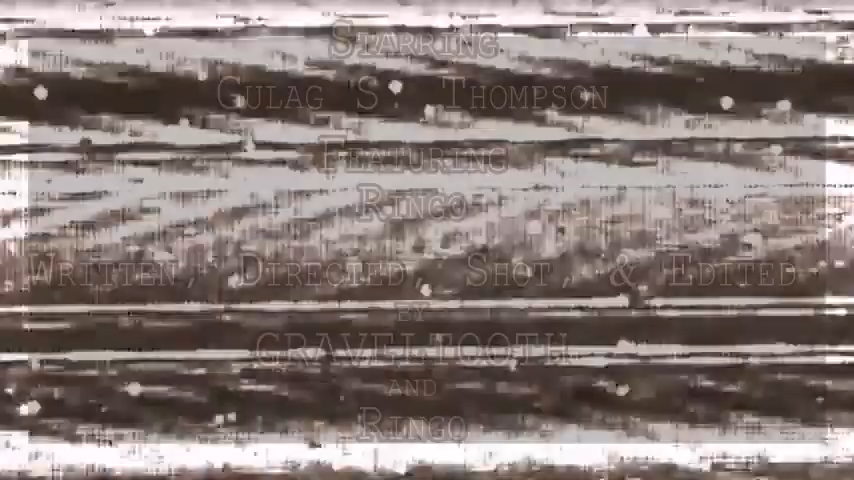 Starring
Gulag S. Thompson
Featuring
Ringo
Written, Directed, Shot & Edited
by
GRAVELTOOTH
and
Ringo